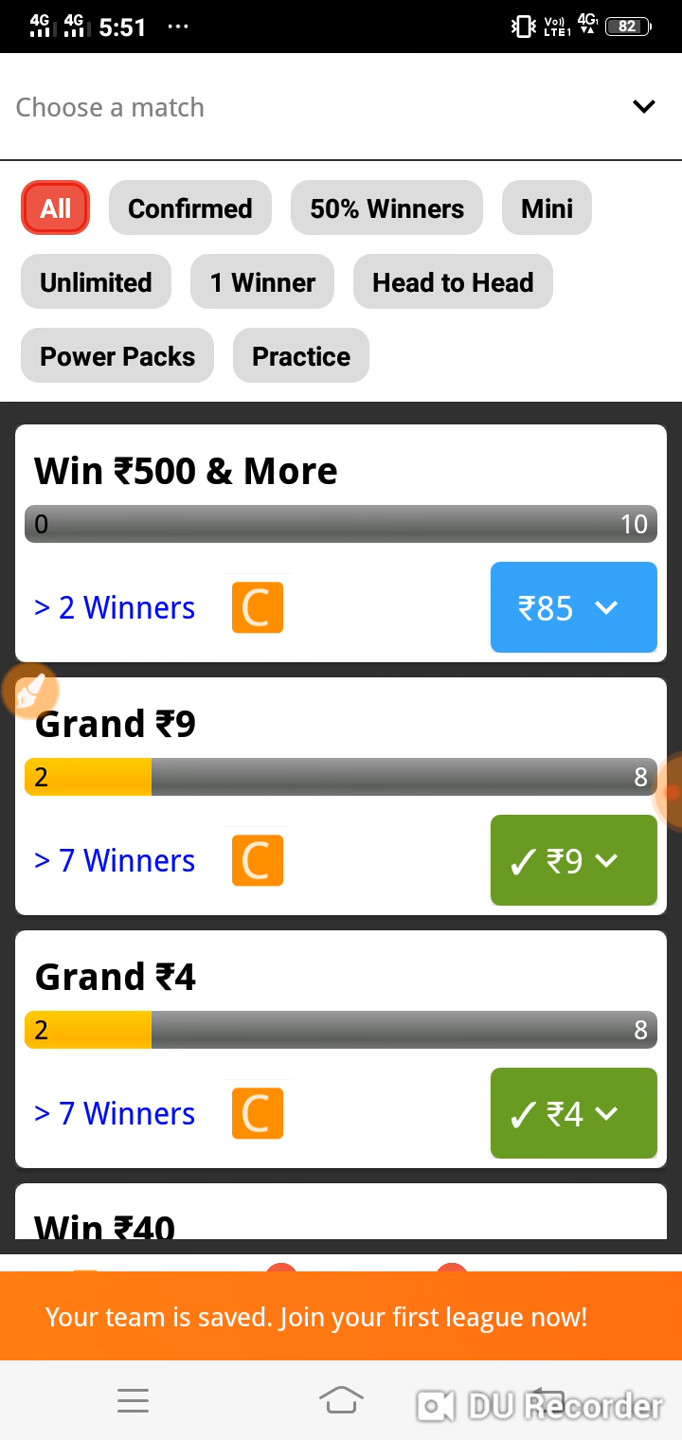 4G 4G 5:51 ... Vo)) LTE1 4G1 82
Choose a match
All Confirmed 50% Winners Mini
Unlimited 1 Winner Head to Head
Power Packs Practice
Win ₹500 & More
0 10
> 2 Winners C ₹85
Grand ₹9
2 8
> 7 Winners C ✓ ₹9
Grand ₹4
2 8
> 7 Winners C ✓ ₹4
Win ₹40
Your team is saved. Join your first league now!
DU Recorder